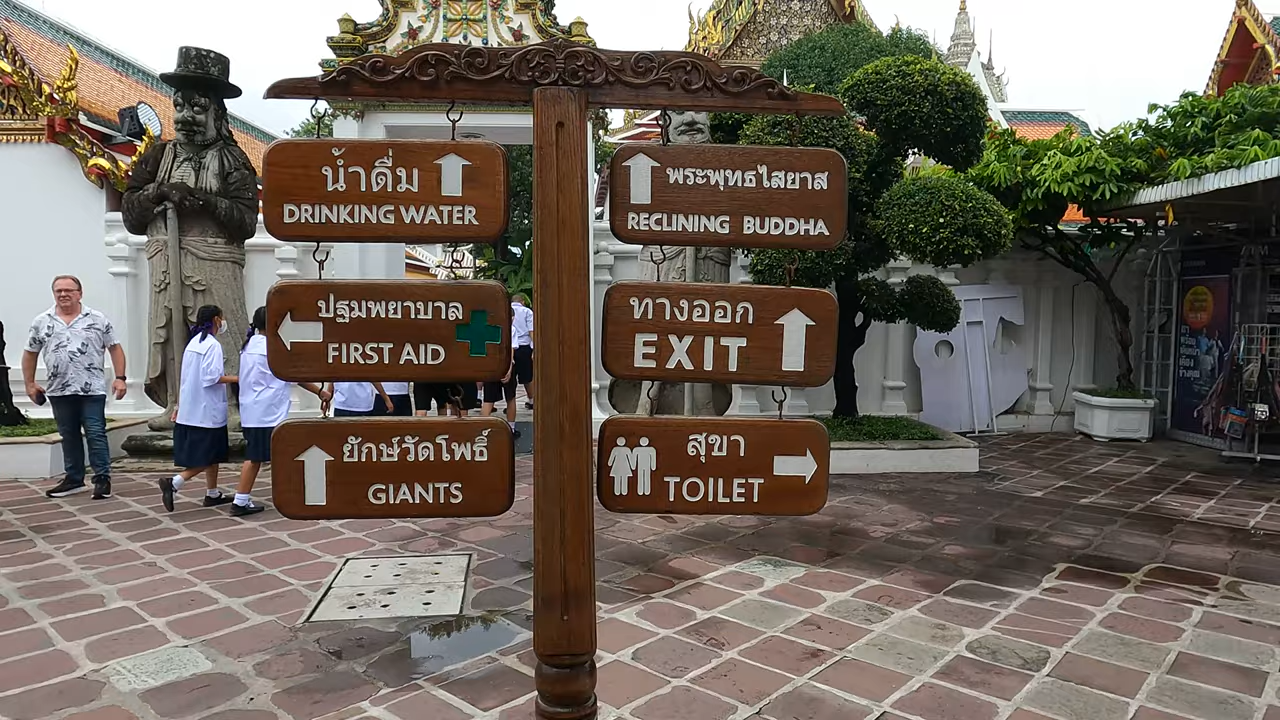 น้ำดื่ม
DRINKING WATER
พระพุทธไสยาส
RECLINING BUDDHA
ปฐมพยาบาล
FIRST AID
ทางออก
EXIT
ยักษ์วัดโพธิ์
GIANTS
สุขา
TOILET